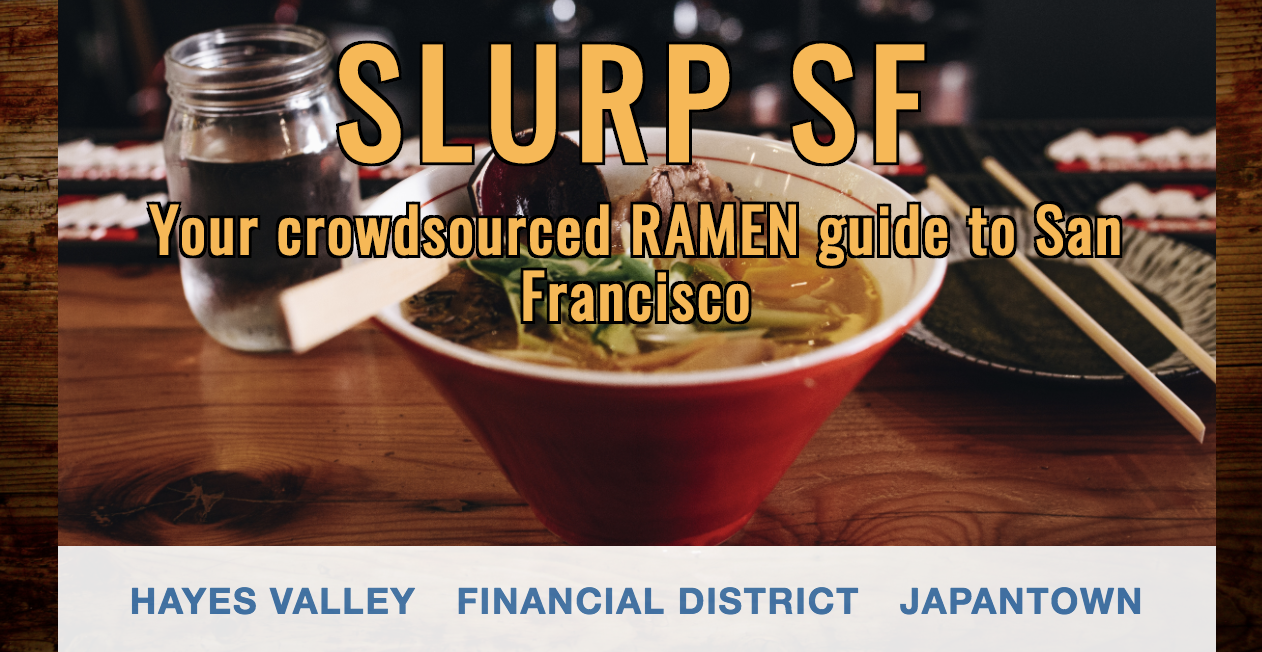 SLURP SF
Your crowdsourced RAMEN guide to San
Francisco
HAYES VALLEY FINANCIAL DISTRICT JAPANTOWN